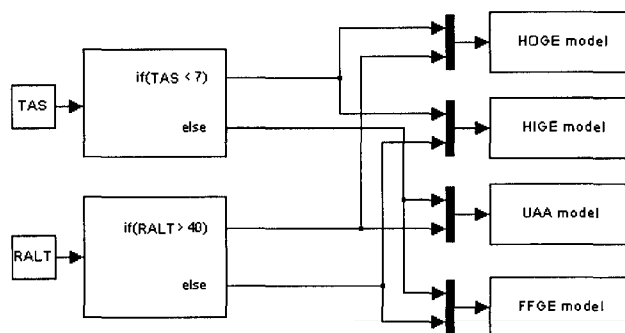 TAS
if(TAS < 7)
else
RALT
if(RALT > 40)
else
HOGE model
HIGE model
UAA model
FFGE model